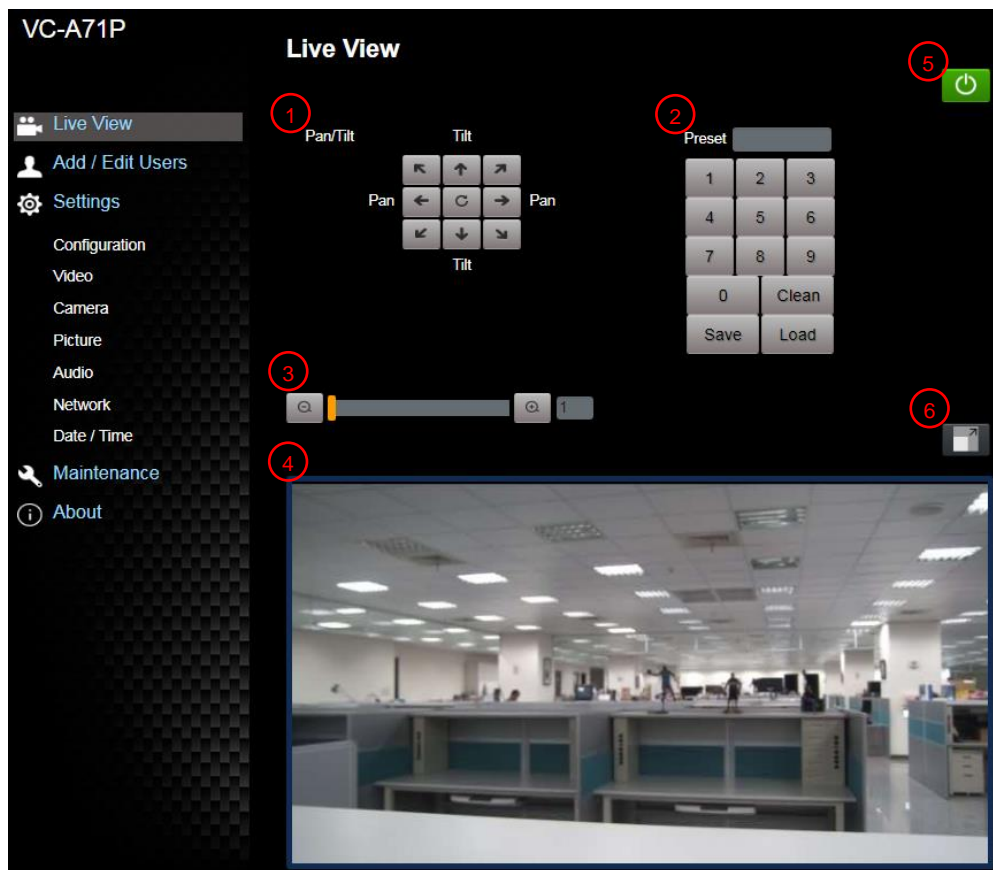 VC-A71P
Live View
Add / Edit Users
Settings
Configuration
Video
Camera
Picture
Audio
Network
Date / Time
Maintenance
About
Live View
5
1
Pan/Tilt Tilt
Pan Pan
Tilt
2
Preset
1 2 3
4 5 6
7 8 9
0 Clean
Save Load
3
1
6
4